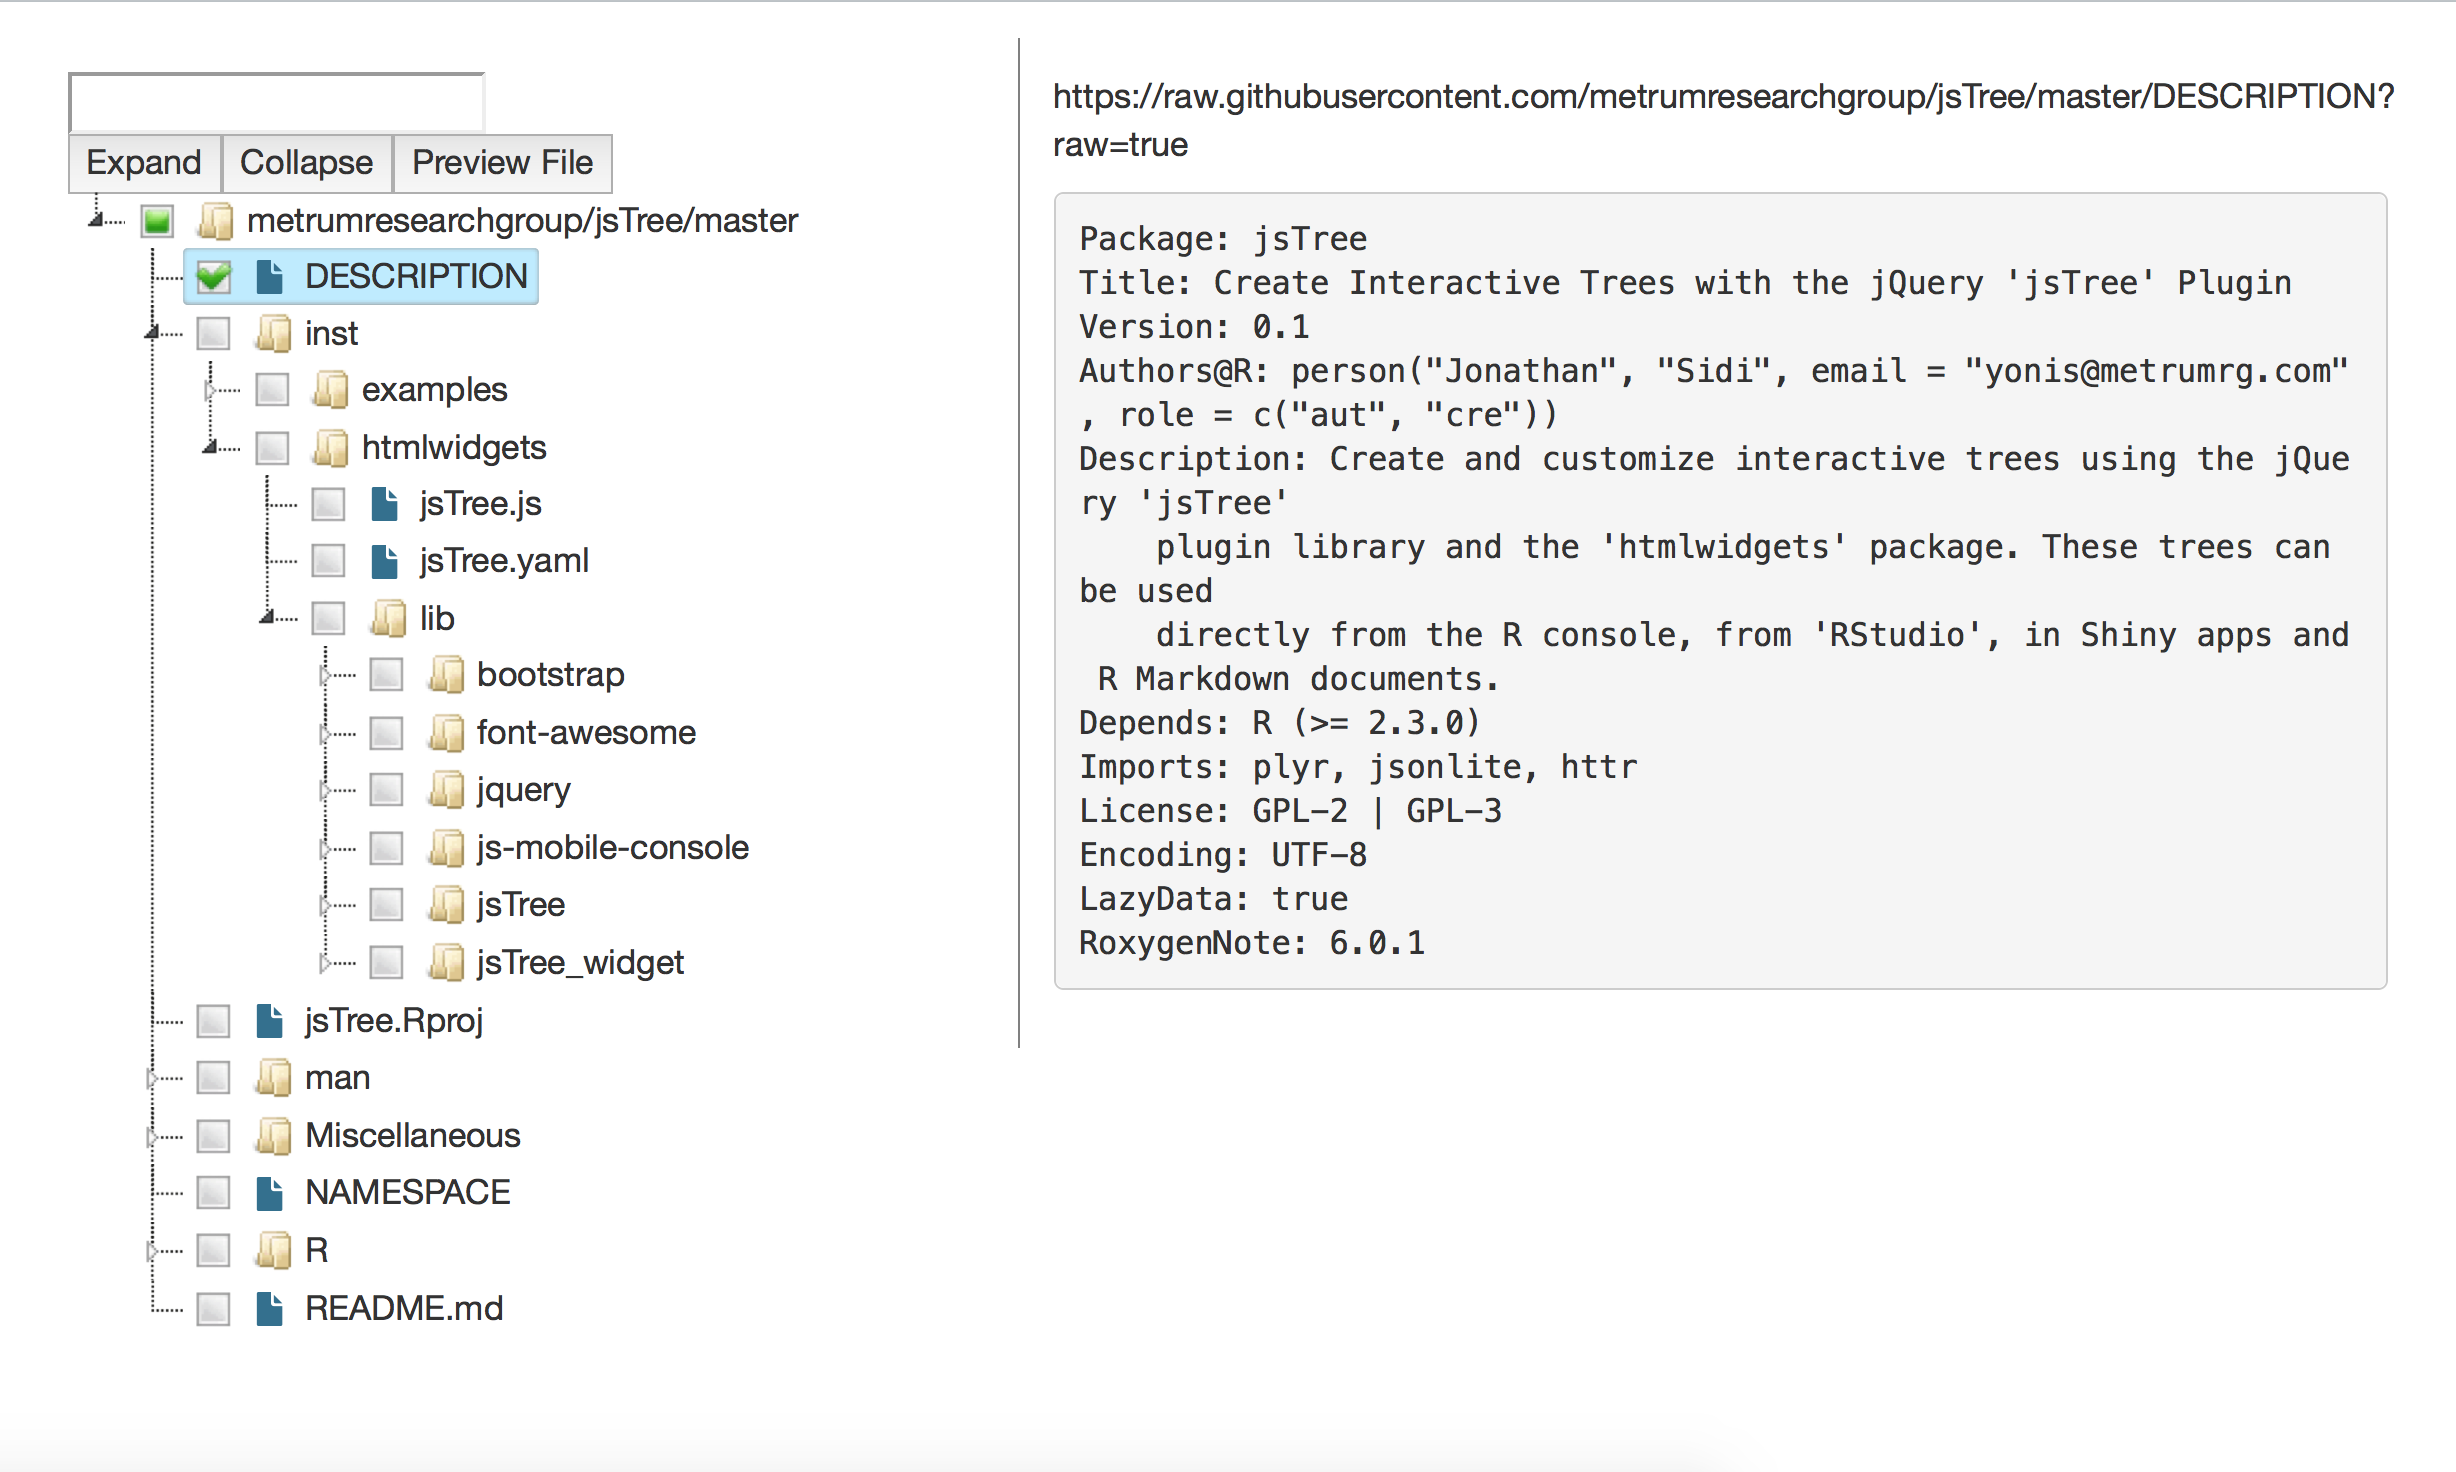 Expand Collapse Preview File
metrumresearchgroup/jsTree/master
DESCRIPTION
inst
examples
htmlwidgets
jsTree.js
jsTree.yaml
lib
bootstrap
font-awesome
jquery
js-mobile-console
jsTree
jsTree_widget
jsTree.Rproj
man
Miscellaneous
NAMESPACE
R
README.md
https://raw.githubusercontent.com/metrumresearchgroup/jsTree/master/DESCRIPTION?
raw=true
Package: jsTree
Title: Create Interactive Trees with the jQuery 'jsTree' Plugin
Version: 0.1
Authors@R: person("Jonathan", "Sidi", email = "yonis@metrumrg.com"
, role = c("aut", "cre"))
Description: Create and customize interactive trees using the jQue
ry 'jsTree'
    plugin library and the 'htmlwidgets' package. These trees can
be used
    directly from the R console, from 'RStudio', in Shiny apps and
 R Markdown documents.
Depends: R (>= 2.3.0)
Imports: plyr, jsonlite, httr
License: GPL-2 | GPL-3
Encoding: UTF-8
LazyData: true
RoxygenNote: 6.0.1